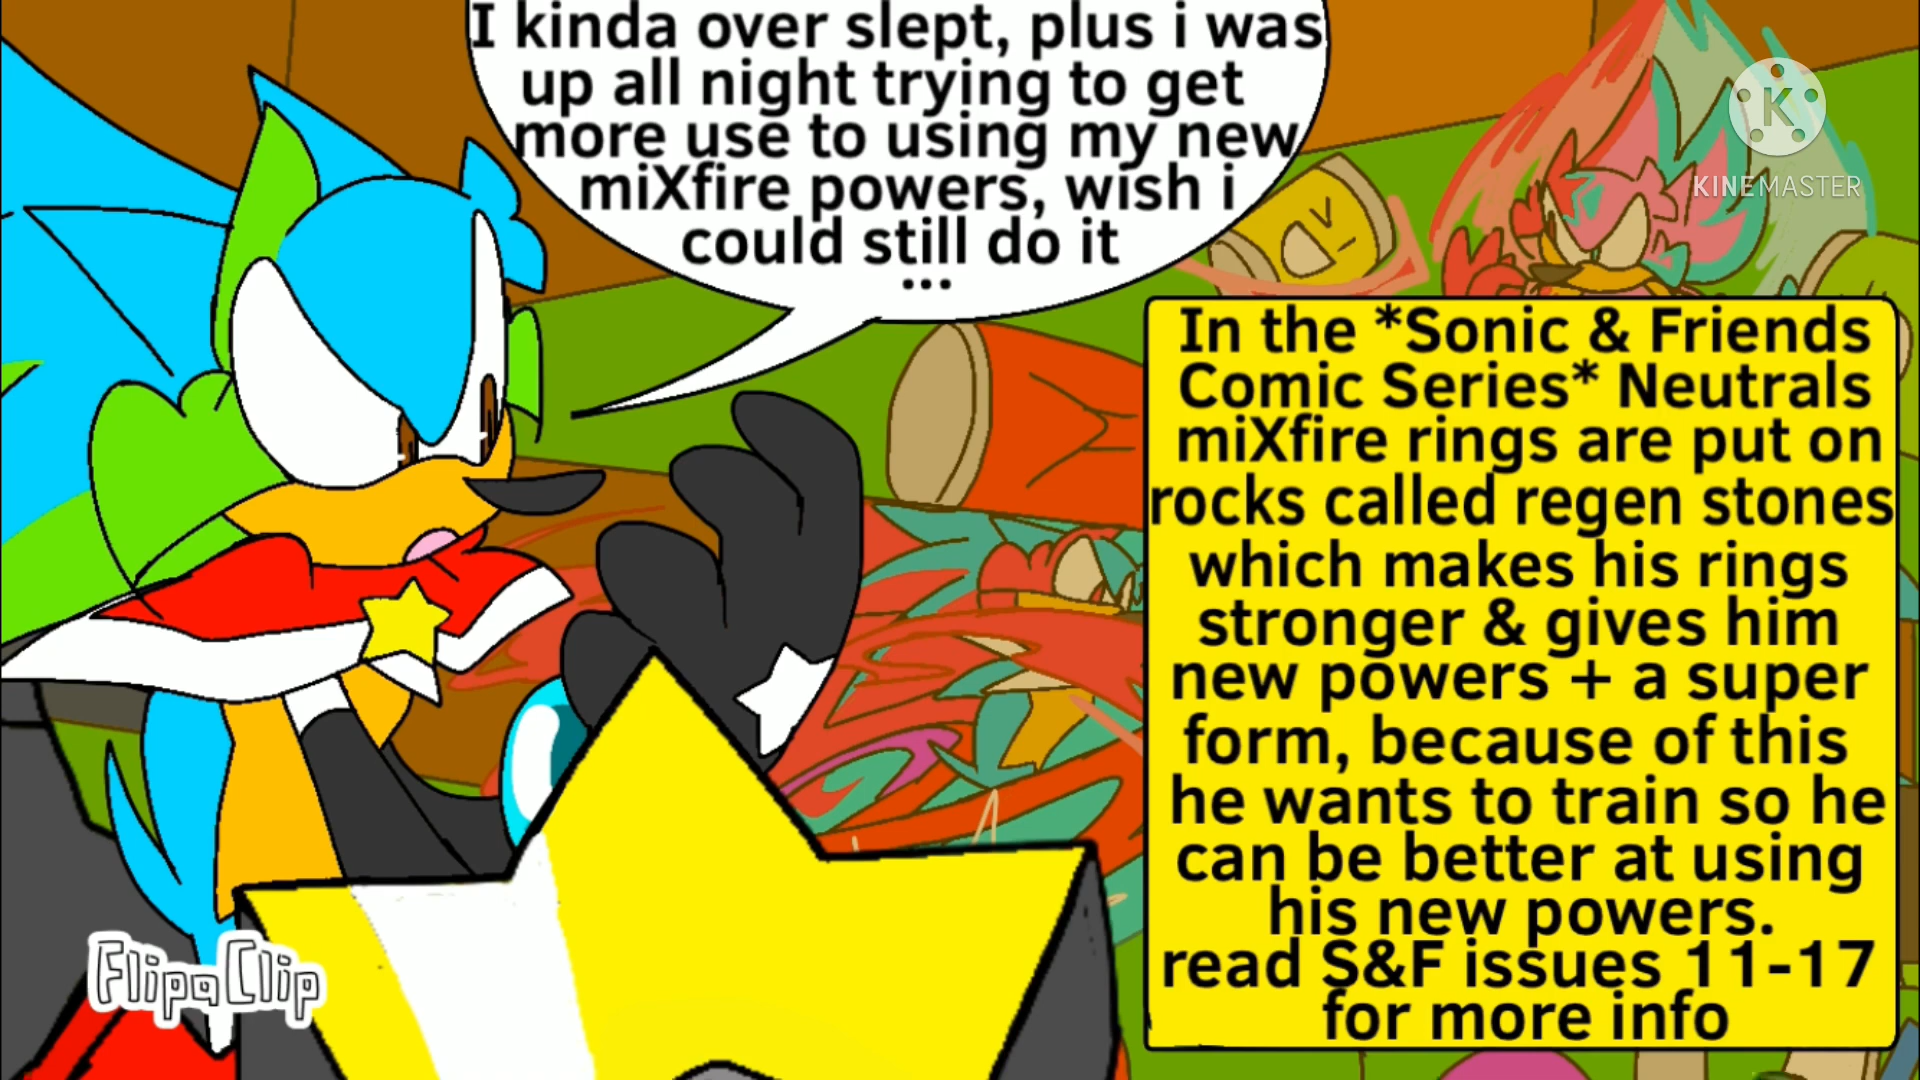 I kinda over slept, plus i was
up all night trying to get
more use to using my new
miXfire powers, wish i
could still do it
...
K
KINEMASTER
In the *Sonic & Friends
Comic Series* Neutrals
miXfire rings are put on
rocks called regen stones
which makes his rings
stronger & gives him
new powers + a super
form, because of this
he wants to train so he
can be better at using
his new powers.
read S&F issues 11-17
for more info
FlipaClip